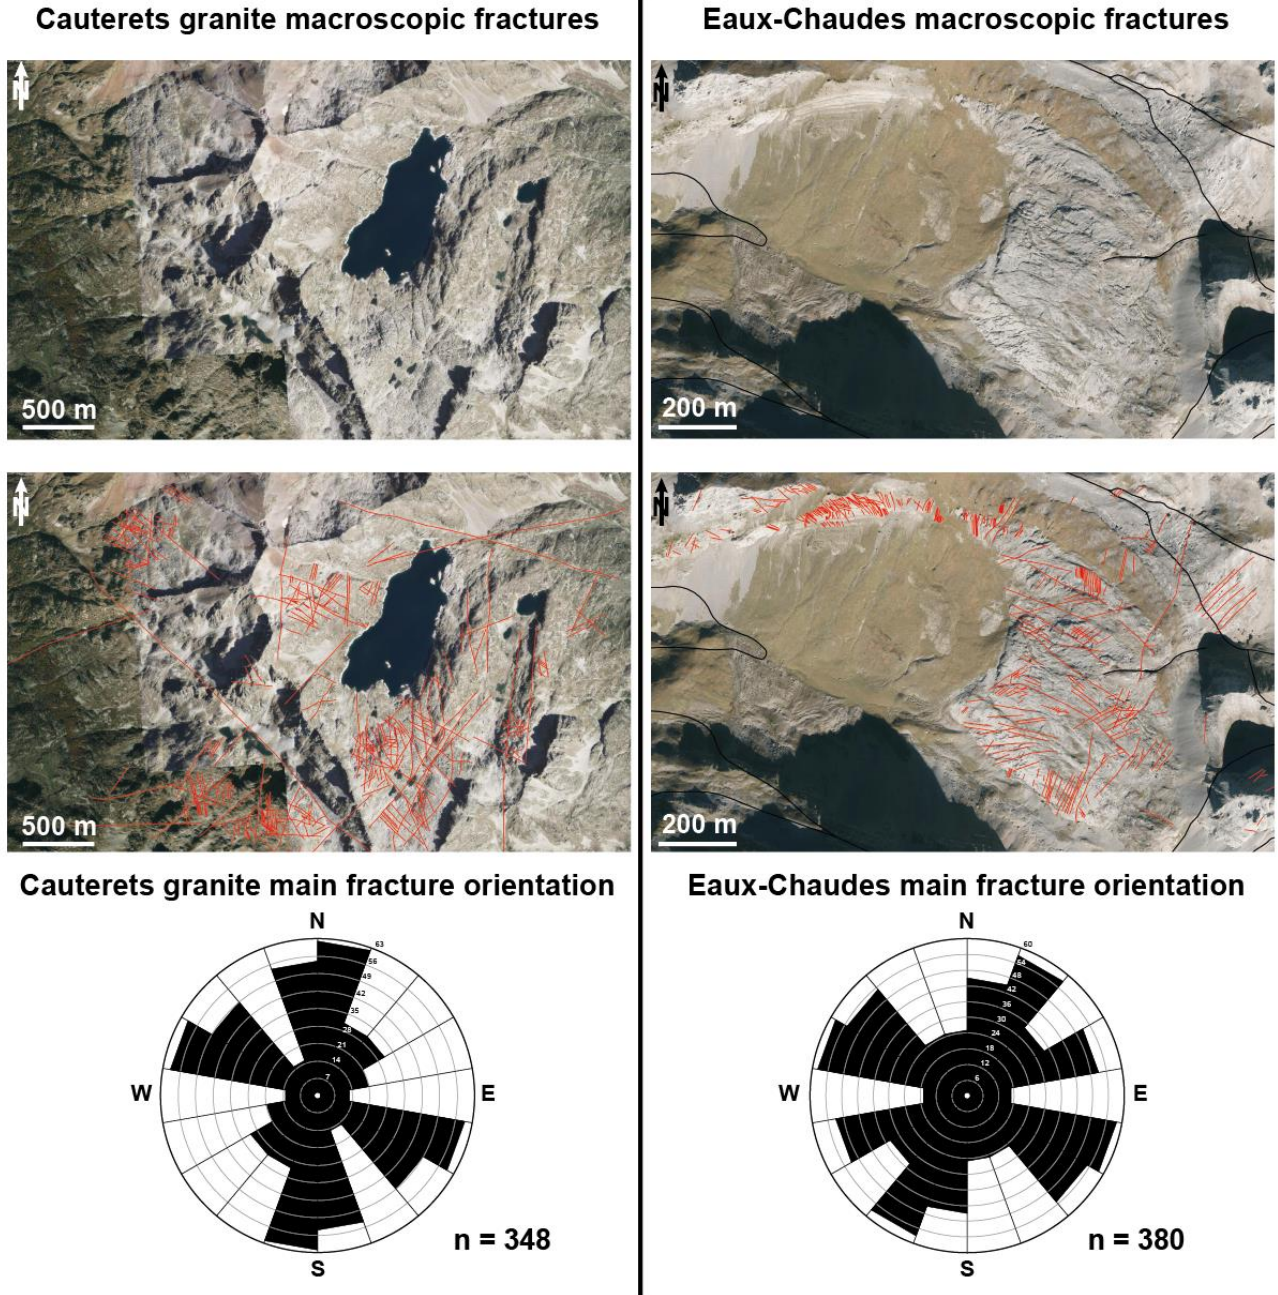 Cauterets granite macroscopic fractures
Eaux-Chaudes macroscopic fractures
N
500 m
N
200 m
N
500 m
N
200 m
Cauterets granite main fracture orientation
Eaux-Chaudes main fracture orientation
N
63
56
49
42
35
28
21
14
7
W
E
S
n = 348
N
60
54
48
42
36
30
24
18
12
6
W
E
S
n = 380